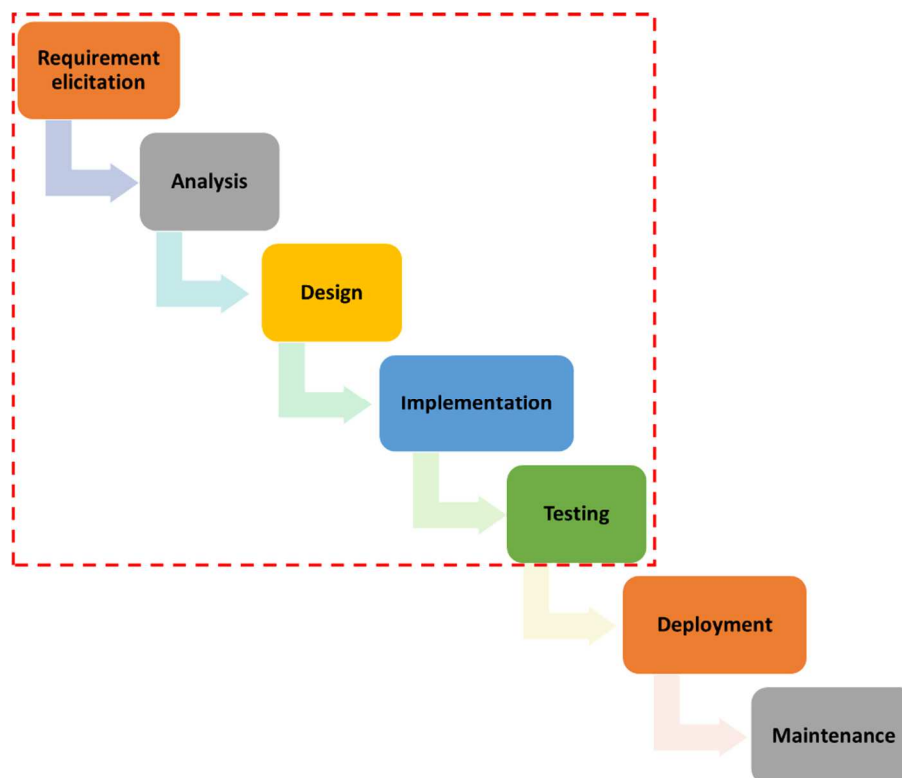 Requirement
elicitation
Analysis
Design
Implementation
Testing
Deployment
Maintenance